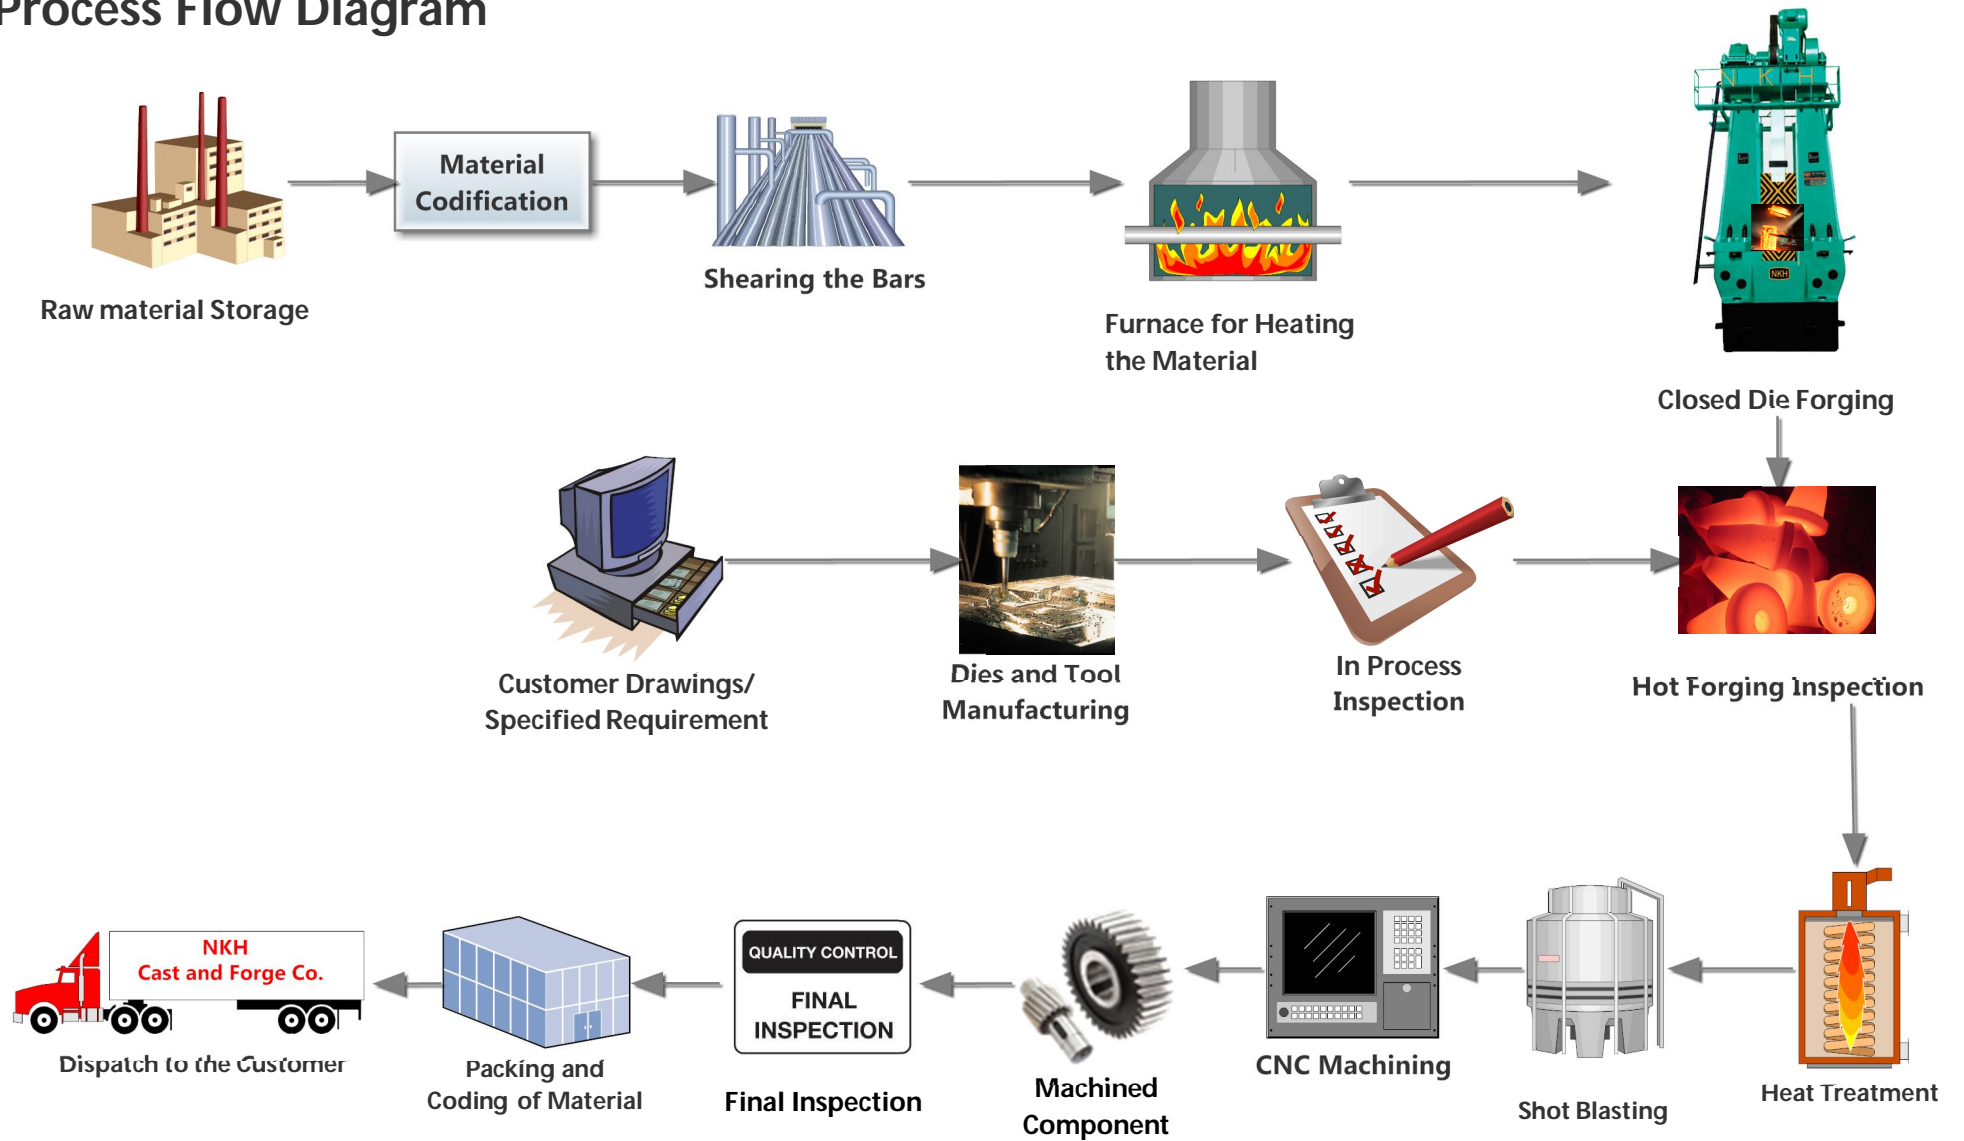 Process Flow Diagram
N K H
NKH
Material
Codification
Raw material Storage
Shearing the Bars
Furnace for Heating
the Material
Closed Die Forging
Customer Drawings/
Specified Requirement
Dies and Tool
Manufacturing
In Process
Inspection
Hot Forging Inspection
NKH
Cast and Forge Co.
Dispatch to the Customer
Packing and
Coding of Material
QUALITY CONTROL
FINAL
INSPECTION
Final Inspection
Machined
Component
CNC Machining
Shot Blasting
Heat Treatment